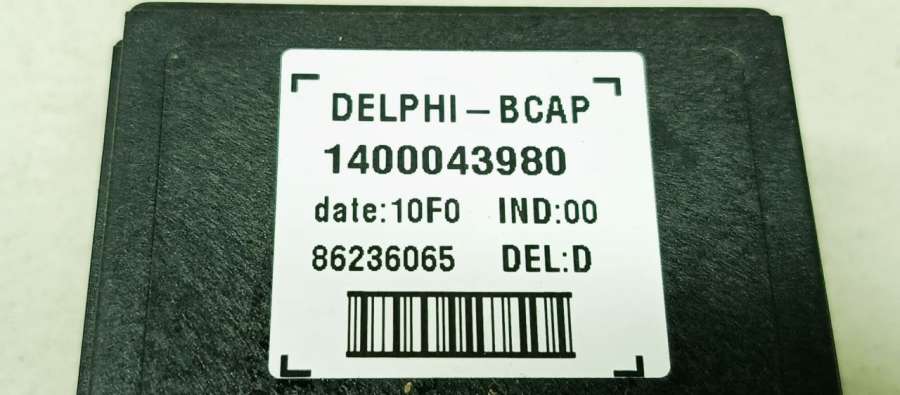 DELPHI-BCAP
1400043980
date:10F0 IND:00
86236065 DEL:D